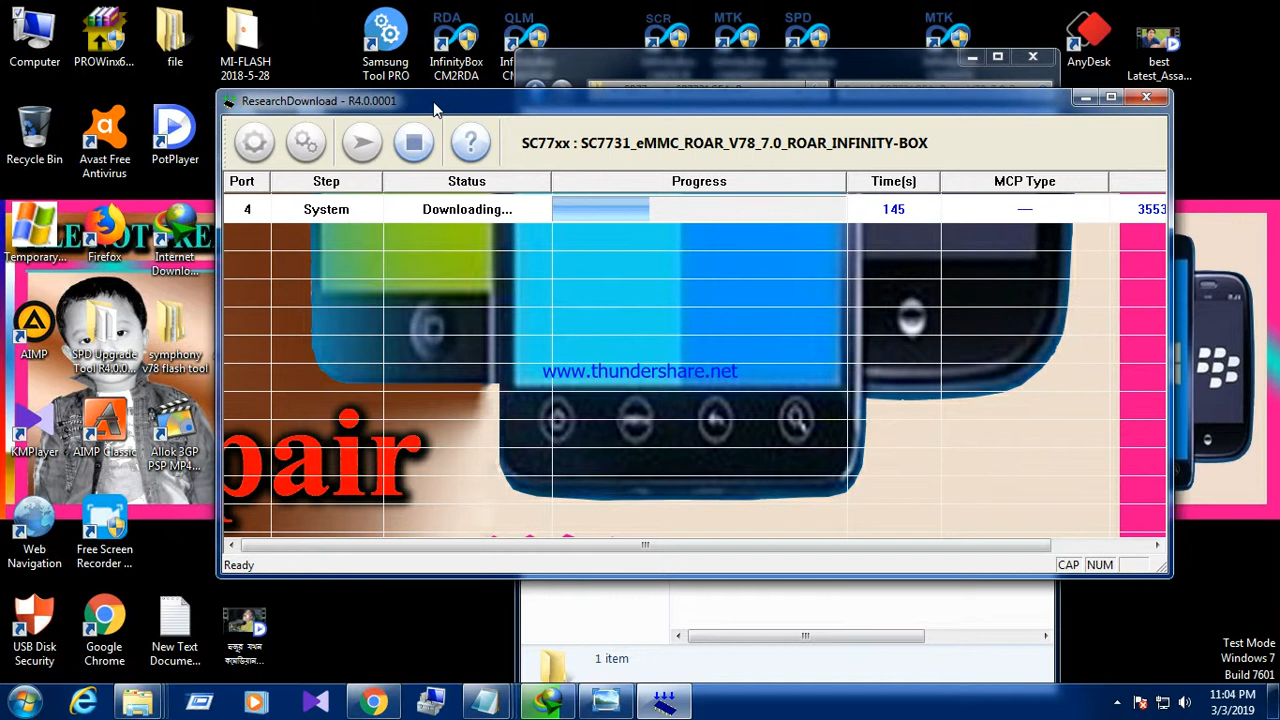 RDA
QLM
SCR
MTK
SPD
MTK
Computer
PROWinx6...
file
MI-FLASH
2018-5-28
Samsung
Tool PRO
InfinityBox
CM2RDA
InfinityBox
AnyDesk
best
Latest_Assa...
ResearchDownload - R4.0.0001
SC77xx : SC7731_eMMC_ROAR_V78_7.0_ROAR_INFINITY-BOX
Port
Step
Status
Progress
Time(s)
MCP Type
4
System
Downloading...
145
—
3553
Recycle Bin
Avast Free
Antivirus
PotPlayer
Temporary...
Firefox
Internet
Downlo...
AIMP
SPD Upgrade
Tool R4.0.0...
symphony
v78 flash tool
www.thundershare.net
pair
KMPlayer
AIMP Classic
Allok 3GP
PSP MP4...
Web
Navigation
Free Screen
Recorder ...
Ready
CAP
NUM
USB Disk
Security
Google
Chrome
New Text
Docume...
1 item
Test Mode
Windows 7
Build 7601
11:04 PM
3/3/2019